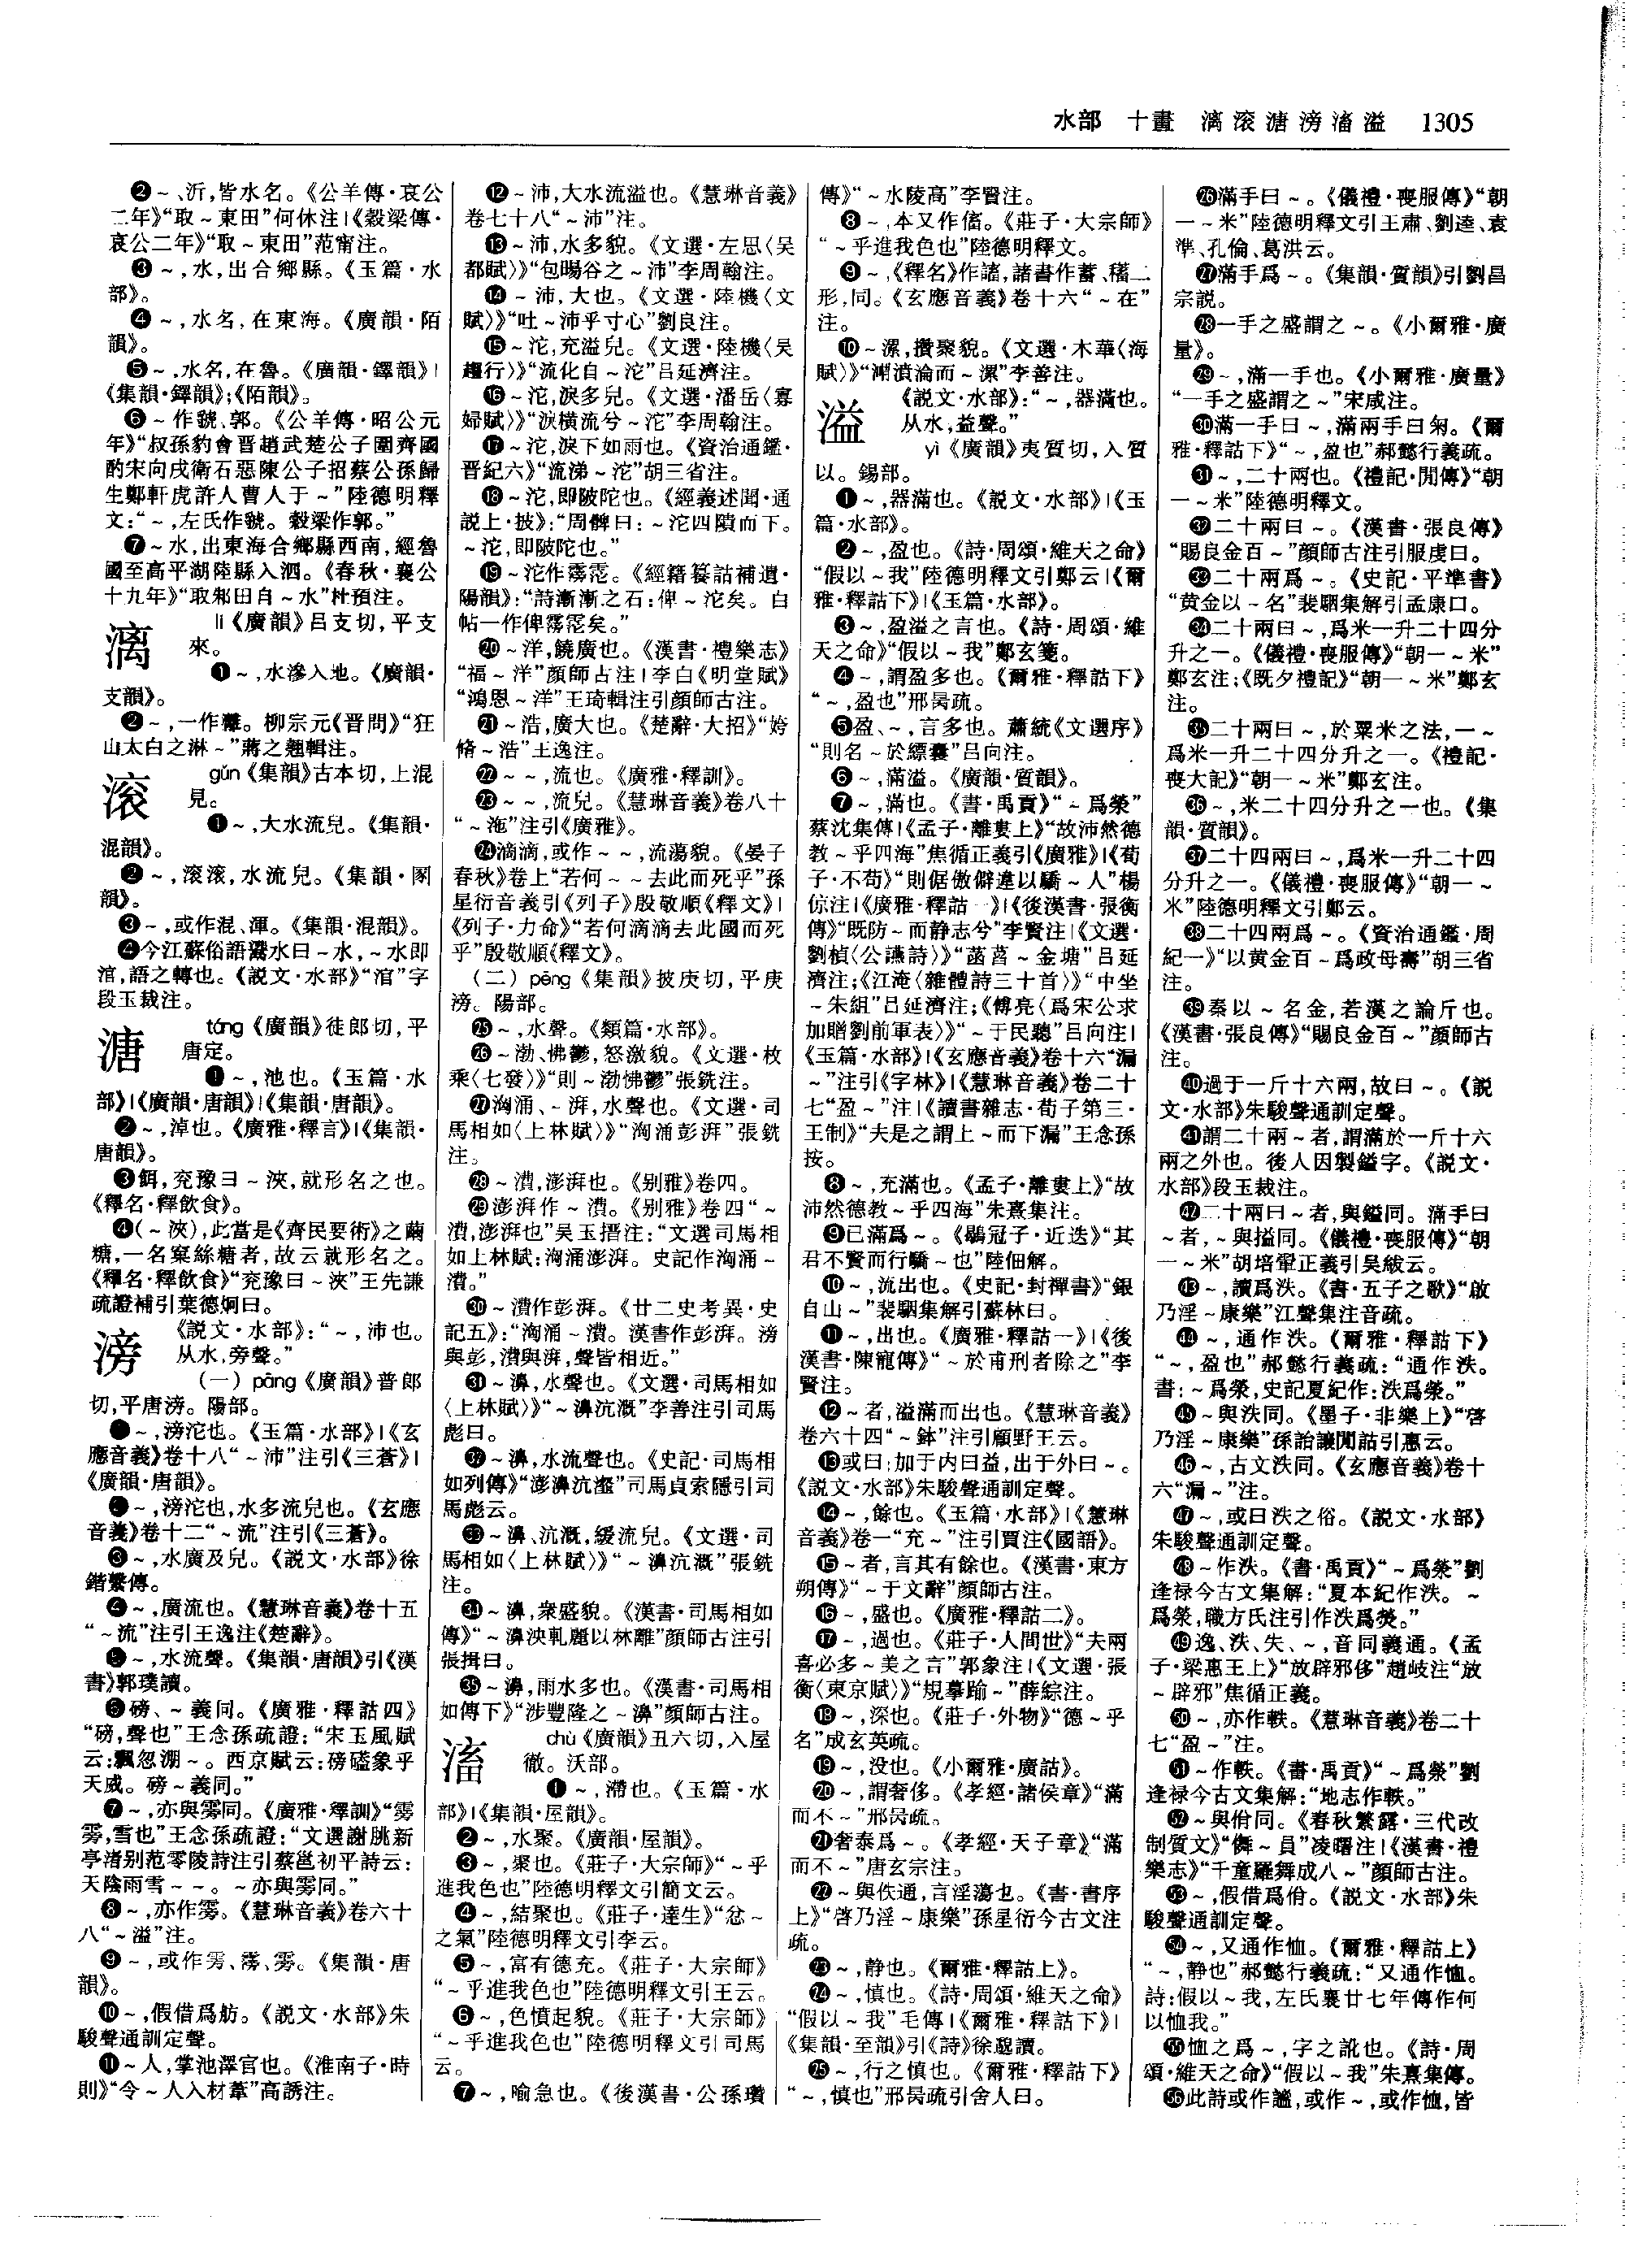 水部 十畫 漓滚溏滂滀溢 1305
❷～、沂,皆水名。《公羊傳·哀公
二年》“取～東田”何休注|《穀梁傳·
哀公二年》“取～東田”范甯注。
❸～,水,出合鄉縣。《玉篇·水
部》。
❹～,水名,在東海。《廣韻·陌
韻》。
❺～,水名,在魯。《廣韻·鐸韻》|
《集韻·鐸韻》;《陌韻》。
❻～作虢、郭。《公羊傳·昭公元
年》“叔孫豹會晉趙武楚公子圍齊國
酌宋向戌衛石惡陳公子招蔡公孫歸
生鄭軒虎許人曹人于～”陸德明釋
文:“～,左氏作虢。穀梁作郭。”
❼～水,出東海合鄉縣西南,經魯
國至高平湖陸縣入泗。《春秋·襄公
十九年》“取邾田自～水”杜預注。
漓 lí《廣韻》吕支切,平支
來。
❶～,水滲入地。《廣韻·
支韻》。
❷～,一作灕。柳宗元《晋問》“狂
山太白之淋～”蔣之翹輯注。
滚 gǔn《集韻》古本切,上混
見。
❶～,大水流皃。《集韻·
混韻》。
❷～,滚滚,水流皃。《集韻·圂
韻》。
❸～,或作混、渾。《集韻·混韻》。
❹今江蘇俗語灊水曰～水,～水即
涫,語之轉也。《説文·水部》“涫”字
段玉裁注。
溏 táng《廣韻》徒郎切,平
唐定。
❶～,池也。《玉篇·水
部》|《廣韻·唐韻》|《集韻·唐韻》。
❷～,淖也。《廣雅·釋言》|《集韻·
唐韻》。
❸餌,兖豫曰～浹,就形名之也。
《釋名·釋飲食》。
❹(～浹),此當是《齊民要術》之䊶
糖,一名窠絲糖者,故云就形名之。
《釋名·釋飲食》“兖豫曰～浹”王先謙
疏證補引葉德炯曰。
滂 《説文·水部》:“～,沛也。
从水,旁聲。”
(一) pāng《廣韻》普郎
切,平唐滂。陽部。
❶～,滂沱也。《玉篇·水部》|《玄
應音義》卷十八“～沛”注引《三蒼》|
《廣韻·唐韻》。
❷～,滂沱也,水多流皃也。《玄應
音義》卷十二“～流”注引《三蒼》。
❸～,水廣及皃。《説文·水部》徐
鍇繫傳。
❹～,廣流也。《慧琳音義》卷十五
“～流”注引王逸注《楚辭》。
❺～,水流聲。《集韻·唐韻》引《漢
書》郭璞讀。
❻磅、～義同。《廣雅·釋詁四》
“磅,聲也”王念孫疏證:“宋玉風賦
云:飄忽淜～。西京賦云:磅礚象乎
天威。磅～義同。”
❼～,亦與雱同。《廣雅·釋訓》“雱
雱,雪也”王念孫疏證:“文選謝朓新
亭渚别范零陵詩注引蔡邕初平詩云:
天陰雨雪～～。～亦與雱同。”
❽～,亦作雱。《慧琳音義》卷六十
八“～溢”注。
❾～,或作雱、霶、雱。《集韻·唐
韻》。
❿～,假借爲舫。《説文·水部》朱
駿聲通訓定聲。
⓫～人,掌池澤官也。《淮南子·時
則》“令～人入材葦”高誘注。
⓬～沛,大水流溢也。《慧琳音義》
卷七十八“～沛”注。
⓭～沛,水多貌。《文選·左思〈吴
都賦〉》“包暘谷之～沛”李周翰注。
⓮～沛,大也。《文選·陸機〈文
賦〉》“吐～沛乎寸心”劉良注。
⓯～沱,充溢皃。《文選·陸機〈吴
趨行〉》“流化自～沱”吕延濟注。
⓰～沱,淚多皃。《文選·潘岳〈寡
婦賦〉》“淚横流兮～沱”李周翰注。
⓱～沱,淚下如雨也。《資治通鑑·
晋紀六》“流涕～沱”胡三省注。
⓲～沱,即陂陀也。《經義述聞·通
説上·披》:“周髀曰:～沱四隤而下。
～沱,即陂陀也。”
⓳～沱作霶霈。《經籍籑詁補遺·
陽韻》:“詩漸漸之石:俾～沱矣。白
帖一作俾霶霈矣。”
⓴～洋,饒廣也。《漢書·禮樂志》
“福～洋”顔師古注|李白《明堂賦》
“鴻恩～洋”王琦輯注引顔師古注。
㉑～浩,廣大也。《楚辭·大招》“姱
脩～浩”王逸注。
㉒～～,流也。《廣雅·釋訓》。
㉓～～,流皃。《慧琳音義》卷八十
“～沲”注引《廣雅》。
㉔滴滴,或作～～,流蕩貌。《晏子
春秋》卷上“若何～～去此而死乎”孫
星衍音義引《列子》殷敬順《釋文》|
《列子·力命》“若何滴滴去此國而死
乎”殷敬順《釋文》。
(二) pēng《集韻》披庚切,平庚
滂。陽部。
㉕～,水聲。《類篇·水部》。
㉖～渤、怫鬱,怒激貌。《文選·枚
乘〈七發〉》“則～渤怫鬱”張銑注。
㉗洶涌、～湃,水聲也。《文選·司
馬相如〈上林賦〉》“洶涌彭湃”張銑
注。
㉘～濆,澎湃也。《别雅》卷四。
㉙澎湃作～濆。《别雅》卷四“～
濆,澎湃也”吴玉搢注:“文選司馬相
如上林賦:洶涌澎湃。史記作洶涌～
濆。”
㉚～濆作彭湃。《廿二史考異·史
記五》:“洶涌～濆。漢書作彭湃。滂
與彭,濆與湃,聲皆相近。”
㉛～濞,水聲也。《文選·司馬相如
〈上林賦〉》“～濞沆溉”李善注引司馬
彪曰。
㉜～濞,水流聲也。《史記·司馬相
如列傳》“澎濞沆瀣”司馬貞索隱引司
馬彪云。
㉝～濞、沆溉,緩流皃。《文選·司
馬相如〈上林賦〉》“～濞沆溉”張銑
注。
㉞～濞,衆盛貌。《漢書·司馬相如
傳》“～濞泱軋麗以林離”顔師古注引
張揖曰。
㉟～濞,雨水多也。《漢書·司馬相
如傳下》“涉豐隆之～濞”顔師古注。
滀 chù《廣韻》丑六切,入屋
徹。沃部。
❶～,滯也。《玉篇·水
部》|《集韻·屋韻》。
❷～,水聚。《廣韻·屋韻》。
❸～,聚也。《莊子·大宗師》“～乎
進我色也”陸德明釋文引簡文云。
❹～,結聚也。《莊子·達生》“忿～
之氣”陸德明釋文引李云。
❺～,富有德充。《莊子·大宗師》
“～乎進我色也”陸德明釋文引王云。
❻～,色憤起貌。《莊子·大宗師》
“～乎進我色也”陸德明釋文引司馬
云。
❼～,喻急也。《後漢書·公孫瓚
傳》“～水陵高”李賢注。
❽～,本又作傗。《莊子·大宗師》
“～乎進我色也”陸德明釋文。
❾～,《釋名》作諸,諸書作蓄、稸二
形,同。《玄應音義》卷十六“～在”
注。
❿～漯,攢聚貌。《文選·木華〈海
賦〉》“淵濆淪而～漯”李善注。
溢 《説文·水部》:“～,器滿也。
从水,益聲。”
yì《廣韻》夷質切,入質
以。錫部。
❶～,器滿也。《説文·水部》|《玉
篇·水部》。
❷～,盈也。《詩·周頌·維天之命》
“假以～我”陸德明釋文引鄭云|《爾
雅·釋詁下》|《玉篇·水部》。
❸～,盈溢之言也。《詩·周頌·維
天之命》“假以～我”鄭玄箋。
❹～,謂盈多也。《爾雅·釋詁下》
“～,盈也”邢昺疏。
❺盈、～,言多也。蕭統《文選序》
“則名～於縹囊”吕向注。
❻～,滿溢。《廣韻·質韻》。
❼～,滿也。《書·禹貢》“～爲滎”
蔡沈集傳|《孟子·離婁上》“故沛然德
教～乎四海”焦循正義引《廣雅》|《荀
子·不苟》“則倨傲僻違以驕～人”楊
倞注|《廣雅·釋詁一》|《後漢書·張衡
傳》“既防～而静志兮”李賢注|《文選·
劉楨〈公讌詩〉》“菡萏～金塘”吕延
濟注;《江淹〈雜體詩三十首〉》“中坐
～朱組”吕延濟注;《傅亮〈爲宋公求
加贈劉前軍表〉》“～于民聽”吕向注|
《玉篇·水部》|《玄應音義》卷十六“漏
～”注引《字林》|《慧琳音義》卷二十
七“盈～”注|《讀書雜志·荀子第三·
王制》“夫是之謂上～而下漏”王念孫
按。
❽～,充滿也。《孟子·離婁上》“故
沛然德教～乎四海”朱熹集注。
❾已滿爲～。《鶡冠子·近迭》“其
君不賢而行驕～也”陸佃解。
❿～,流出也。《史記·封禪書》“銀
自山～”裴駰集解引蘇林曰。
⓫～,出也。《廣雅·釋詁一》|《後
漢書·陳寵傳》“～於甫刑者除之”李
賢注。
⓬～者,溢滿而出也。《慧琳音義》
卷六十四“～鉢”注引顧野王云。
⓭或曰:加于内曰益,出于外曰～。
《説文·水部》朱駿聲通訓定聲。
⓮～,餘也。《玉篇·水部》|《慧琳
音義》卷一“充～”注引賈注《國語》。
⓯～者,言其有餘也。《漢書·東方
朔傳》“～于文辭”顔師古注。
⓰～,盛也。《廣雅·釋詁二》。
⓱～,過也。《莊子·人間世》“夫兩
喜必多～美之言”郭象注|《文選·張
衡〈東京賦〉》“規摹踰～”薛綜注。
⓲～,深也。《莊子·外物》“德～乎
名”成玄英疏。
⓳～,没也。《小爾雅·廣詁》。
⓴～,謂奢侈。《孝經·諸侯章》“滿
而不～”邢昺疏。
㉑奢泰爲～。《孝經·天子章》“滿
而不～”唐玄宗注。
㉒～與佚通,言淫蕩也。《書·書序
上》“啓乃淫～康樂”孫星衍今古文注
疏。
㉓～,静也。《爾雅·釋詁上》。
㉔～,慎也。《詩·周頌·維天之命》
“假以～我”毛傳|《爾雅·釋詁下》|
《集韻·至韻》引《詩》徐邈讀。
㉕～,行之慎也。《爾雅·釋詁下》
“～,慎也”邢昺疏引舍人曰。
㉖滿手曰～。《儀禮·喪服傳》“朝
一～米”陸德明釋文引王肅、劉逵、袁
準、孔倫、葛洪云。
㉗滿手爲～。《集韻·質韻》引劉昌
宗説。
㉘一手之盛謂之～。《小爾雅·廣
量》。
㉙～,滿一手也。《小爾雅·廣量》
“一手之盛謂之～”宋咸注。
㉚滿一手曰～,滿兩手曰匊。《爾
雅·釋詁下》“～,盈也”郝懿行義疏。
㉛～,二十兩也。《禮記·閒傳》“朝
一～米”陸德明釋文。
㉜二十兩曰～。《漢書·張良傳》
“賜良金百～”顔師古注引服虔曰。
㉝二十兩爲～。《史記·平準書》
“黄金以～名”裴駰集解引孟康曰。
㉞二十兩曰～,爲米一升二十四分
升之一。《儀禮·喪服傳》“朝一～米”
鄭玄注;《既夕禮記》“朝一～米”鄭玄
注。
㉟二十兩曰～,於粟米之法,一～
爲米一升二十四分升之一。《禮記·
喪大記》“朝一～米”鄭玄注。
㊱～,米二十四分升之一也。《集
韻·質韻》。
㊲二十四兩曰～,爲米一升二十四
分升之一。《儀禮·喪服傳》“朝一～
米”陸德明釋文引鄭云。
㊳二十四兩爲～。《資治通鑑·周
紀一》“以黄金百～爲政母壽”胡三省
注。
㊴秦以～名金,若漢之論斤也。
《漢書·張良傳》“賜良金百～”顔師古
注。
㊵過于一斤十六兩,故曰～。《説
文·水部》朱駿聲通訓定聲。
㊶謂二十兩～者,謂滿於一斤十六
兩之外也。後人因製鎰字。《説文·
水部》段玉裁注。
㊷二十兩曰～者,與鎰同。滿手曰
～者,～與搤同。《儀禮·喪服傳》“朝
一～米”胡培翬正義引吴紱云。
㊸～,讀爲泆。《書·五子之歌》“啟
乃淫～康樂”江聲集注音疏。
㊹～,通作泆。《爾雅·釋詁下》
“～,盈也”郝懿行義疏:“通作泆。
書:～爲滎,史記夏紀作:泆爲滎。”
㊺～與泆同。《墨子·非樂上》“啓
乃淫～康樂”孫詒讓閒詁引惠云。
㊻～,古文泆同。《玄應音義》卷十
六“漏～”注。
㊼～,或曰泆之俗。《説文·水部》
朱駿聲通訓定聲。
㊽～作泆。《書·禹貢》“～爲滎”劉
逢禄今古文集解:“夏本紀作泆。～
爲滎,職方氏注引作泆爲滎。”
㊾逸、泆、失、～,音同義通。《孟
子·梁惠王上》“放辟邪侈”趙岐注“放
～辟邪”焦循正義。
㊿～,亦作軼。《慧琳音義》卷二十
七“盈～”注。
51～作軼。《書·禹貢》“～爲滎”劉
逢禄今古文集解:“地志作軼。”
52～與佾同。《春秋繁露·三代改
制質文》“儛～員”凌曙注|《漢書·禮
樂志》“千童羅舞成八～”顔師古注。
53～,假借爲佾。《説文·水部》朱
駿聲通訓定聲。
54～,又通作恤。《爾雅·釋詁上》
“～,静也”郝懿行義疏:“又通作恤。
詩:假以～我,左氏襄廿七年傳作何
以恤我。”
55恤之爲～,字之訛也。《詩·周
頌·維天之命》“假以～我”朱熹集傳。
56此詩或作謐,或作～,或作恤,皆